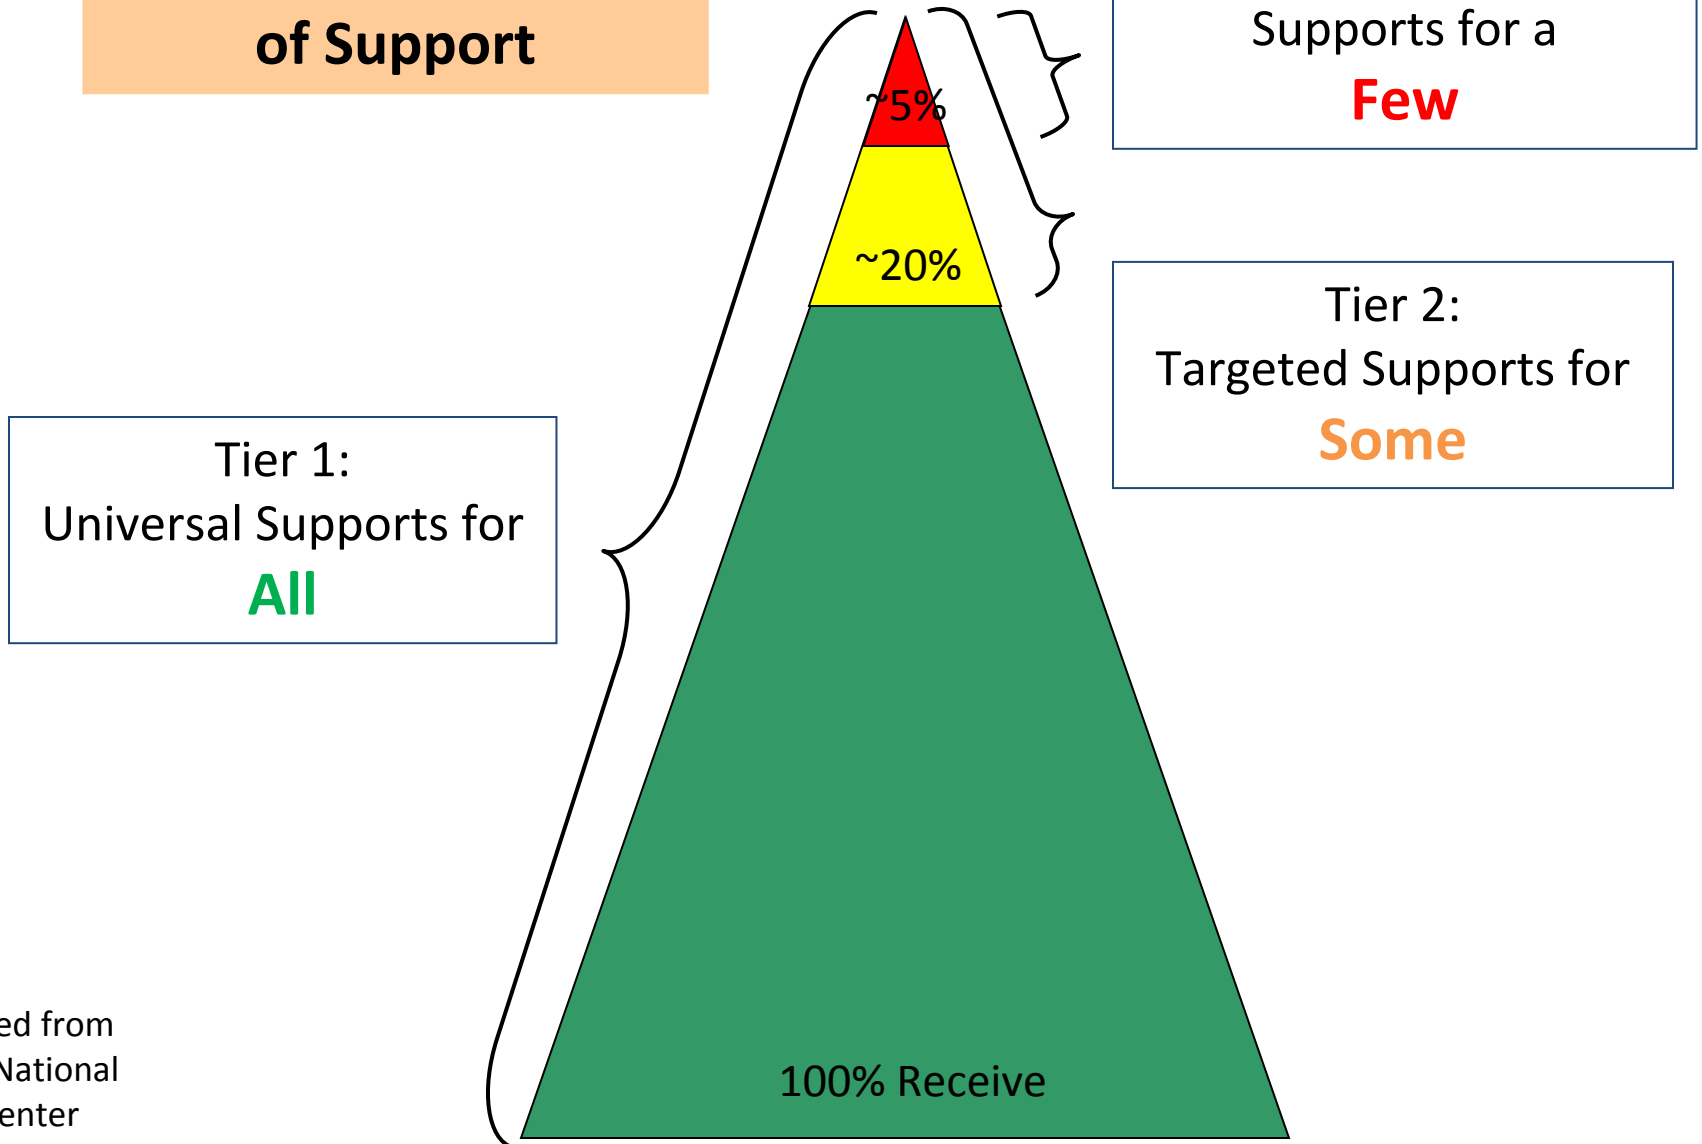 of Support
Supports for a
Few
~5%
~20%
Tier 2:
Targeted Supports for
Some
Tier 1:
Universal Supports for
All
ed from
National
enter
100% Receive